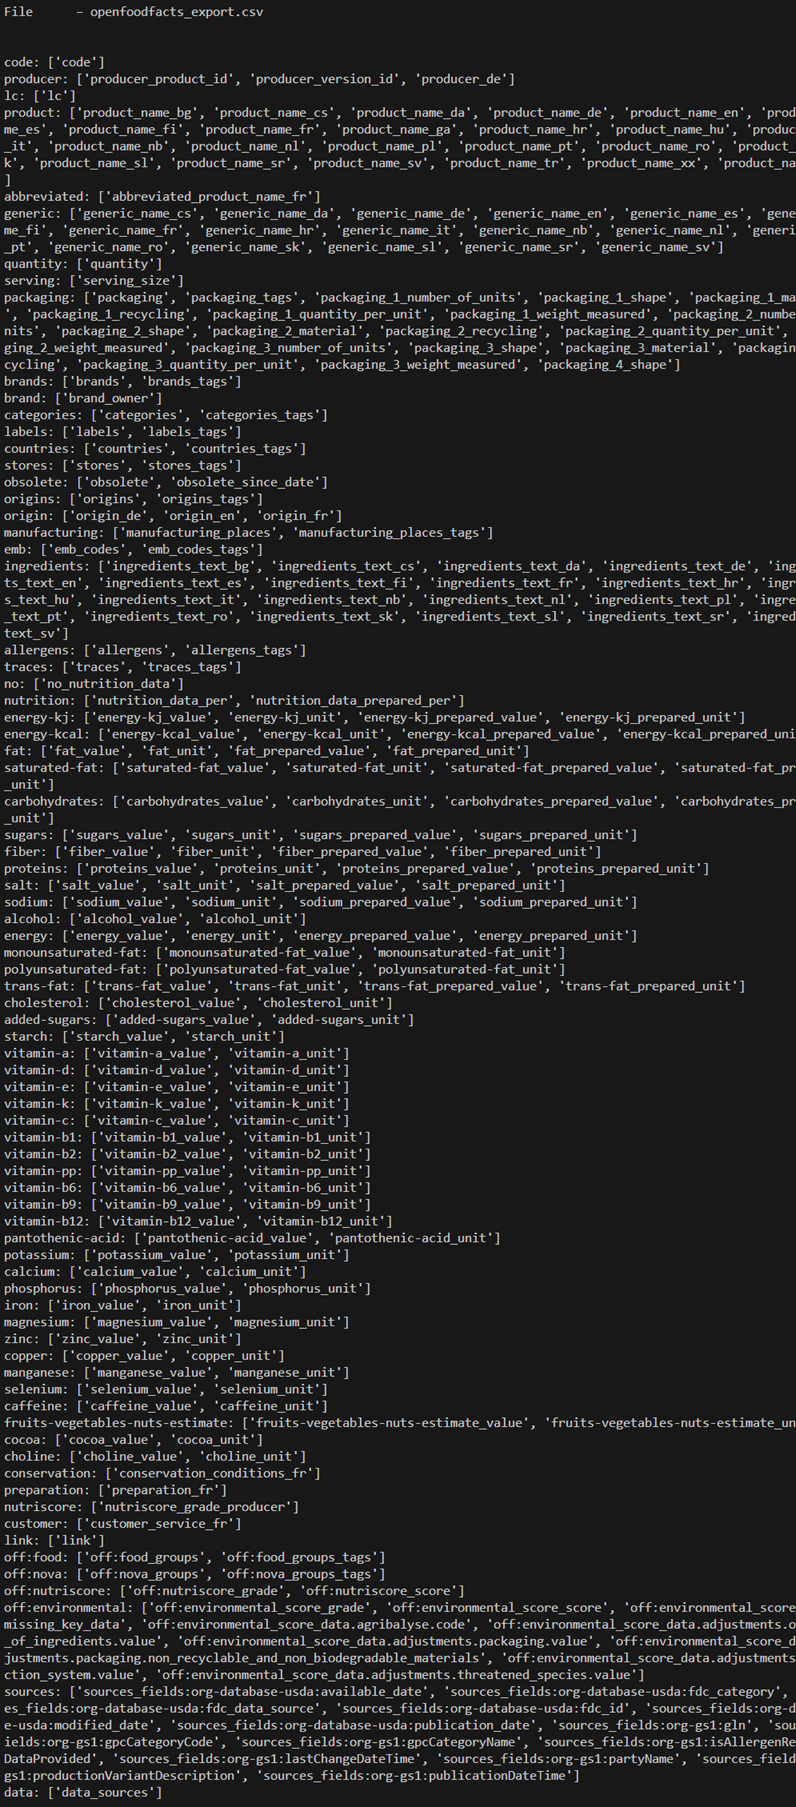 File      — openfoodfacts_export.csv
code: ['code']
producer: ['producer_product_id', 'producer_version_id', 'producer_de']
lc: ['lc']
product: ['product_name_bg', 'product_name_cs', 'product_name_da', 'product_name_de', 'product_name_en', 'prod
me_es', 'product_name_fi', 'product_name_fr', 'product_name_ga', 'product_name_hr', 'product_name_hu', 'produc
_it', 'product_name_nb', 'product_name_nl', 'product_name_pl', 'product_name_pt', 'product_name_ro', 'product_
k', 'product_name_sl', 'product_name_sr', 'product_name_sv', 'product_name_tr', 'product_name_xx', 'product_na
]
abbreviated: ['abbreviated_product_name_fr']
generic: ['generic_name_cs', 'generic_name_da', 'generic_name_de', 'generic_name_en', 'generic_name_es', 'gene
me_fi', 'generic_name_fr', 'generic_name_hr', 'generic_name_it', 'generic_name_nb', 'generic_name_nl', 'generi
_pt', 'generic_name_ro', 'generic_name_sk', 'generic_name_sl', 'generic_name_sr', 'generic_name_sv']
quantity: ['quantity']
serving: ['serving_size']
packaging: ['packaging', 'packaging_tags', 'packaging_1_number_of_units', 'packaging_1_shape', 'packaging_1_ma
', 'packaging_1_recycling', 'packaging_1_quantity_per_unit', 'packaging_1_weight_measured', 'packaging_2_numbe
nits', 'packaging_2_shape', 'packaging_2_material', 'packaging_2_recycling', 'packaging_2_quantity_per_unit',
ging_2_weight_measured', 'packaging_3_number_of_units', 'packaging_3_shape', 'packaging_3_material', 'packagin
cycling', 'packaging_3_quantity_per_unit', 'packaging_3_weight_measured', 'packaging_4_shape']
brands: ['brands', 'brands_tags']
brand: ['brand_owner']
categories: ['categories', 'categories_tags']
labels: ['labels', 'labels_tags']
countries: ['countries', 'countries_tags']
stores: ['stores', 'stores_tags']
obsolete: ['obsolete', 'obsolete_since_date']
origins: ['origins', 'origins_tags']
origin: ['origin_de', 'origin_en', 'origin_fr']
manufacturing: ['manufacturing_places', 'manufacturing_places_tags']
emb: ['emb_codes', 'emb_codes_tags']
ingredients: ['ingredients_text_bg', 'ingredients_text_cs', 'ingredients_text_da', 'ingredients_text_de', 'ing
ts_text_en', 'ingredients_text_es', 'ingredients_text_fi', 'ingredients_text_fr', 'ingredients_text_hr', 'ingr
s_text_hu', 'ingredients_text_it', 'ingredients_text_nb', 'ingredients_text_nl', 'ingredients_text_pl', 'ingre
_text_pt', 'ingredients_text_ro', 'ingredients_text_sk', 'ingredients_text_sl', 'ingredients_text_sr', 'ingred
text_sv']
allergens: ['allergens', 'allergens_tags']
traces: ['traces', 'traces_tags']
no: ['no_nutrition_data']
nutrition: ['nutrition_data_per', 'nutrition_data_prepared_per']
energy-kj: ['energy-kj_value', 'energy-kj_unit', 'energy-kj_prepared_value', 'energy-kj_prepared_unit']
energy-kcal: ['energy-kcal_value', 'energy-kcal_unit', 'energy-kcal_prepared_value', 'energy-kcal_prepared_uni
fat: ['fat_value', 'fat_unit', 'fat_prepared_value', 'fat_prepared_unit']
saturated-fat: ['saturated-fat_value', 'saturated-fat_unit', 'saturated-fat_prepared_value', 'saturated-fat_pr
_unit']
carbohydrates: ['carbohydrates_value', 'carbohydrates_unit', 'carbohydrates_prepared_value', 'carbohydrates_pr
_unit']
sugars: ['sugars_value', 'sugars_unit', 'sugars_prepared_value', 'sugars_prepared_unit']
fiber: ['fiber_value', 'fiber_unit', 'fiber_prepared_value', 'fiber_prepared_unit']
proteins: ['proteins_value', 'proteins_unit', 'proteins_prepared_value', 'proteins_prepared_unit']
salt: ['salt_value', 'salt_unit', 'salt_prepared_value', 'salt_prepared_unit']
sodium: ['sodium_value', 'sodium_unit', 'sodium_prepared_value', 'sodium_prepared_unit']
alcohol: ['alcohol_value', 'alcohol_unit']
energy: ['energy_value', 'energy_unit', 'energy_prepared_value', 'energy_prepared_unit']
monounsaturated-fat: ['monounsaturated-fat_value', 'monounsaturated-fat_unit']
polyunsaturated-fat: ['polyunsaturated-fat_value', 'polyunsaturated-fat_unit']
trans-fat: ['trans-fat_value', 'trans-fat_unit', 'trans-fat_prepared_value', 'trans-fat_prepared_unit']
cholesterol: ['cholesterol_value', 'cholesterol_unit']
added-sugars: ['added-sugars_value', 'added-sugars_unit']
starch: ['starch_value', 'starch_unit']
vitamin-a: ['vitamin-a_value', 'vitamin-a_unit']
vitamin-d: ['vitamin-d_value', 'vitamin-d_unit']
vitamin-e: ['vitamin-e_value', 'vitamin-e_unit']
vitamin-k: ['vitamin-k_value', 'vitamin-k_unit']
vitamin-c: ['vitamin-c_value', 'vitamin-c_unit']
vitamin-b1: ['vitamin-b1_value', 'vitamin-b1_unit']
vitamin-b2: ['vitamin-b2_value', 'vitamin-b2_unit']
vitamin-pp: ['vitamin-pp_value', 'vitamin-pp_unit']
vitamin-b6: ['vitamin-b6_value', 'vitamin-b6_unit']
vitamin-b9: ['vitamin-b9_value', 'vitamin-b9_unit']
vitamin-b12: ['vitamin-b12_value', 'vitamin-b12_unit']
pantothenic-acid: ['pantothenic-acid_value', 'pantothenic-acid_unit']
potassium: ['potassium_value', 'potassium_unit']
calcium: ['calcium_value', 'calcium_unit']
phosphorus: ['phosphorus_value', 'phosphorus_unit']
iron: ['iron_value', 'iron_unit']
magnesium: ['magnesium_value', 'magnesium_unit']
zinc: ['zinc_value', 'zinc_unit']
copper: ['copper_value', 'copper_unit']
manganese: ['manganese_value', 'manganese_unit']
selenium: ['selenium_value', 'selenium_unit']
caffeine: ['caffeine_value', 'caffeine_unit']
fruits-vegetables-nuts-estimate: ['fruits-vegetables-nuts-estimate_value', 'fruits-vegetables-nuts-estimate_un
cocoa: ['cocoa_value', 'cocoa_unit']
choline: ['choline_value', 'choline_unit']
conservation: ['conservation_conditions_fr']
preparation: ['preparation_fr']
nutriscore: ['nutriscore_grade_producer']
customer: ['customer_service_fr']
link: ['link']
off:food: ['off:food_groups', 'off:food_groups_tags']
off:nova: ['off:nova_groups', 'off:nova_groups_tags']
off:nutriscore: ['off:nutriscore_grade', 'off:nutriscore_score']
off:environmental: ['off:environmental_score_grade', 'off:environmental_score_score', 'off:environmental_score
missing_key_data', 'off:environmental_score_data.agribalyse.code', 'off:environmental_score_data.adjustments.o
_of_ingredients.value', 'off:environmental_score_data.adjustments.packaging.value', 'off:environmental_score_d
justments.packaging.non_recyclable_and_non_biodegradable_materials', 'off:environmental_score_data.adjustments
ction_system.value', 'off:environmental_score_data.adjustments.threatened_species.value']
sources: ['sources_fields:org-database-usda:available_date', 'sources_fields:org-database-usda:fdc_category',
es_fields:org-database-usda:fdc_data_source', 'sources_fields:org-database-usda:fdc_id', 'sources_fields:org-d
e-usda:modified_date', 'sources_fields:org-database-usda:publication_date', 'sources_fields:org-gs1:gln', 'sou
ields:org-gs1:gpcCategoryCode', 'sources_fields:org-gs1:gpcCategoryName', 'sources_fields:org-gs1:isAllergenRe
DataProvided', 'sources_fields:org-gs1:lastChangeDateTime', 'sources_fields:org-gs1:partyName', 'sources_field
gs1:productionVariantDescription', 'sources_fields:org-gs1:publicationDateTime']
data: ['data_sources']